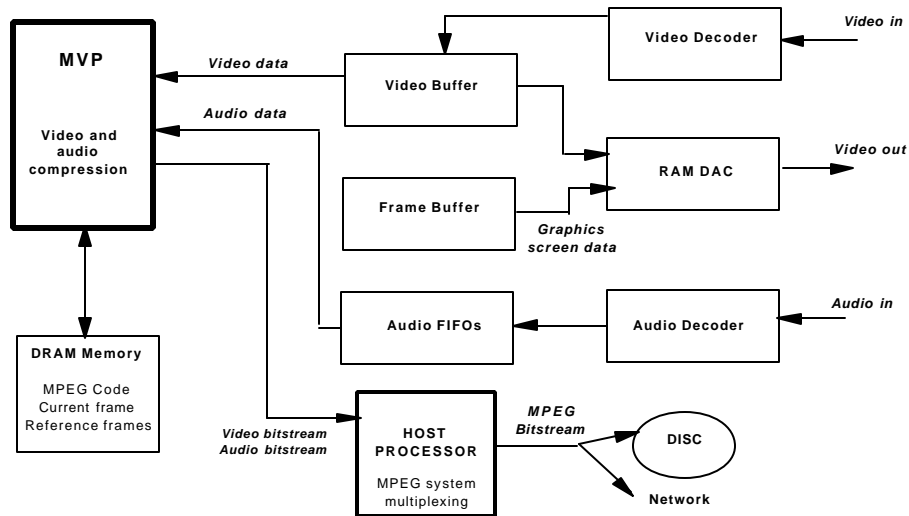 Video in
Video Decoder
MVP
Video data
Video Buffer
Audio data
Video and
audio
compression
Video out
RAM DAC
Frame Buffer
Graphics
screen data
Audio in
Audio FIFOs
Audio Decoder
DRAM Memory
MPEG Code
Current frame
Reference frames
Video bitstream
Audio bitstream
HOST
PROCESSOR
MPEG system
multiplexing
MPEG
Bitstream
DISC
Network